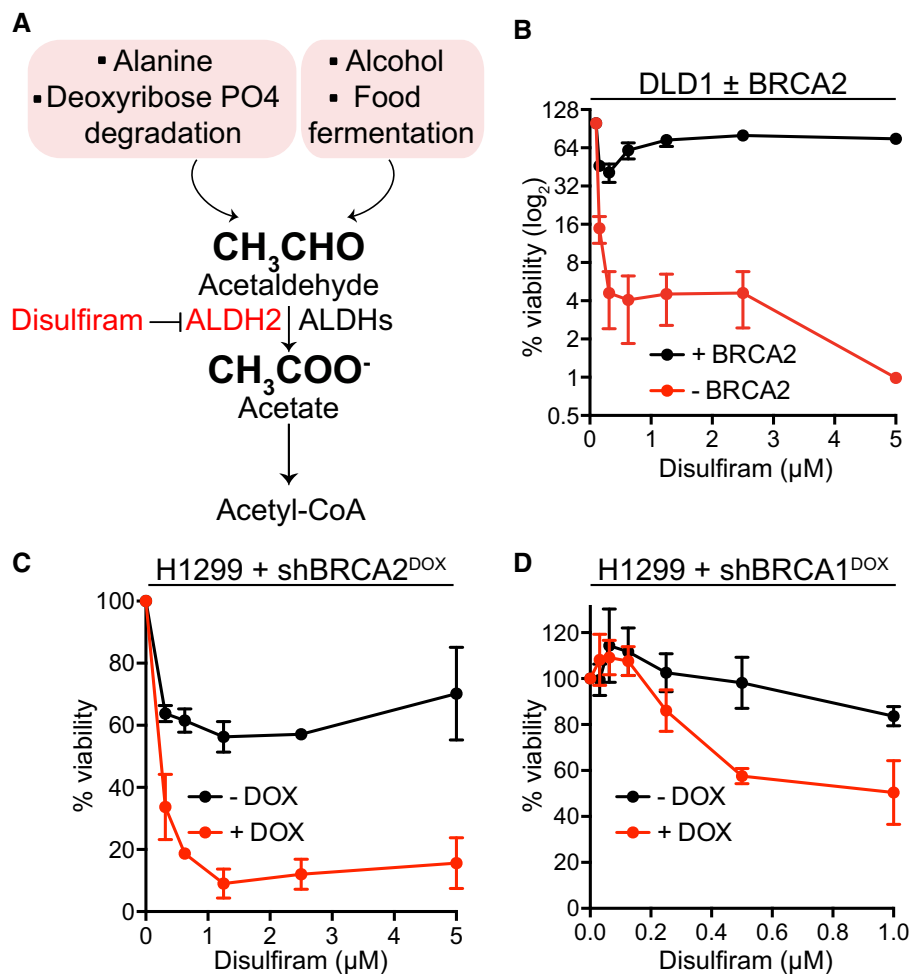 A
▪ Alanine
▪ Deoxyribose PO4
degradation
▪ Alcohol
▪ Food
fermentation
CH₃CHO
Acetaldehyde
Disulfiram
ALDH2
ALDHs
CH₃COO⁻
Acetate
Acetyl-CoA
B
DLD1 ± BRCA2
% viability (log₂)
128
64
32
16
8
4
2
1
0.5
+ BRCA2
- BRCA2
0 1 2 3 4 5
Disulfiram (µM)
C
H1299 + shBRCA2ᴰᴼˣ
% viability
100
80
60
40
20
0
- DOX
+ DOX
0 1 2 3 4 5
Disulfiram (µM)
D
H1299 + shBRCA1ᴰᴼˣ
% viability
120
100
80
60
40
20
0
- DOX
+ DOX
0.0 0.2 0.4 0.6 0.8 1.0
Disulfiram (µM)